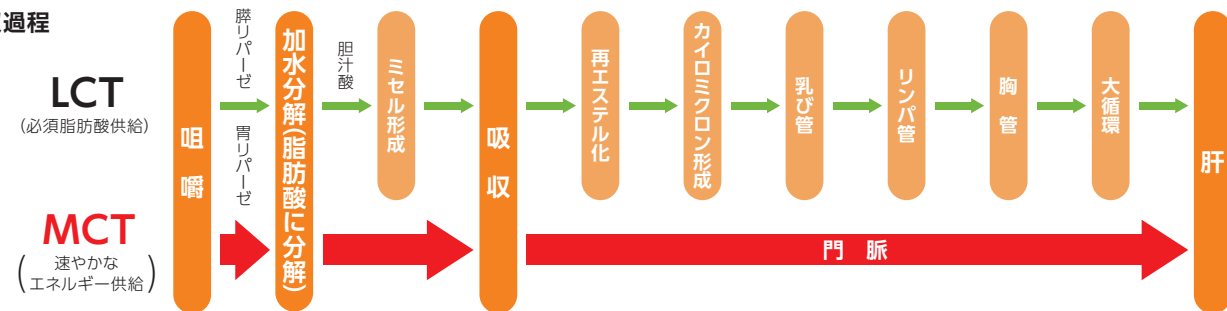 過程
LCT
(必須脂肪酸供給)
MCT
速やかな
エネルギー供給
咀嚼
膵リパーゼ
胃リパーゼ
加水分解(脂肪酸に分解)
胆汁酸
ミセル形成
吸収
再エステル化
カイロミクロン形成
乳び管
リンパ管
胸管
大循環
門脈
肝